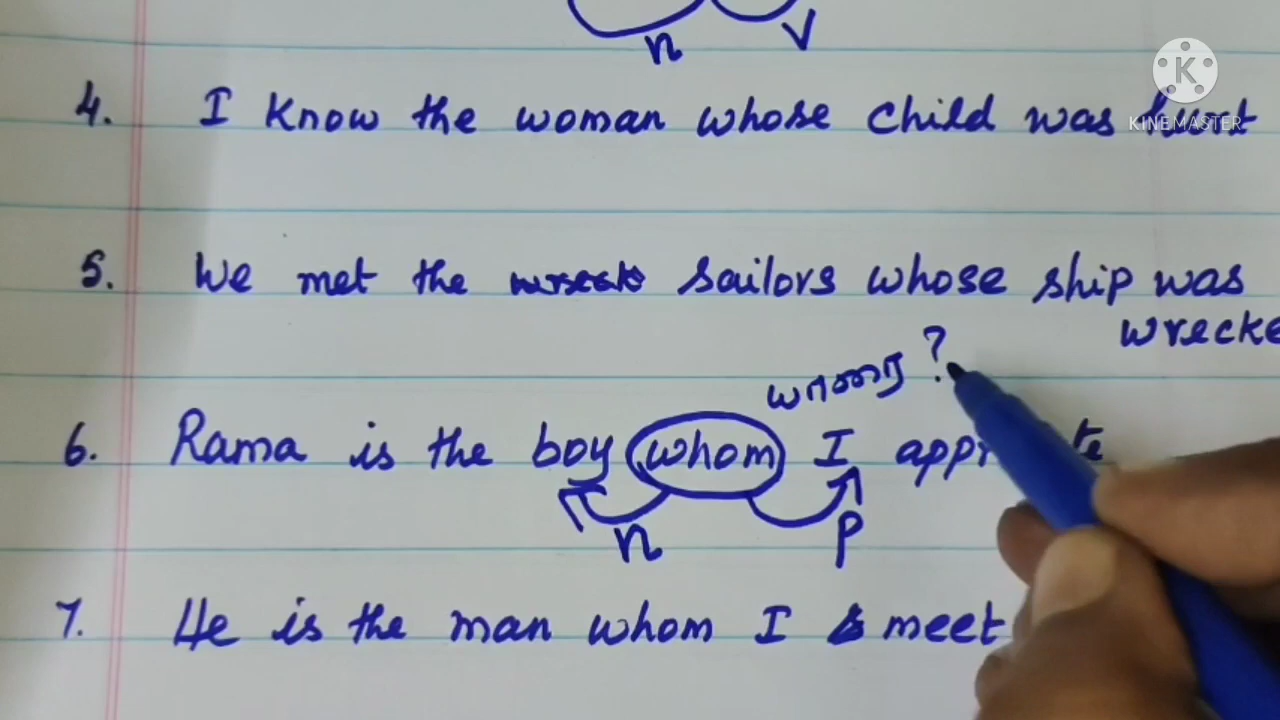 n V
4. I know the woman whose child was hurt
KINEMASTER
5. We met the sailors whose ship was
wrecke
யாரை ?
6. Rama is the boy whom I
n P
7. He is the man whom I meet